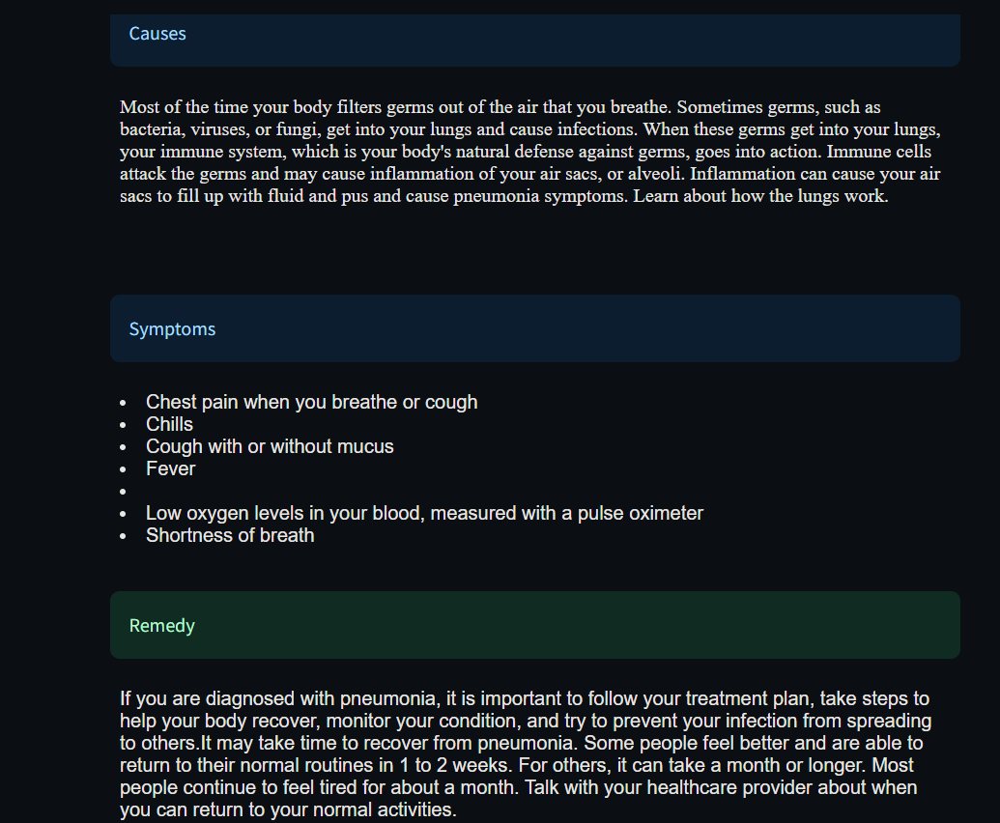 Causes
Most of the time your body filters germs out of the air that you breathe. Sometimes germs, such as
bacteria, viruses, or fungi, get into your lungs and cause infections. When these germs get into your lungs,
your immune system, which is your body's natural defense against germs, goes into action. Immune cells
attack the germs and may cause inflammation of your air sacs, or alveoli. Inflammation can cause your air
sacs to fill up with fluid and pus and cause pneumonia symptoms. Learn about how the lungs work.
Symptoms
• Chest pain when you breathe or cough
• Chills
• Cough with or without mucus
• Fever
•
• Low oxygen levels in your blood, measured with a pulse oximeter
• Shortness of breath
Remedy
If you are diagnosed with pneumonia, it is important to follow your treatment plan, take steps to
help your body recover, monitor your condition, and try to prevent your infection from spreading
to others.It may take time to recover from pneumonia. Some people feel better and are able to
return to their normal routines in 1 to 2 weeks. For others, it can take a month or longer. Most
people continue to feel tired for about a month. Talk with your healthcare provider about when
you can return to your normal activities.